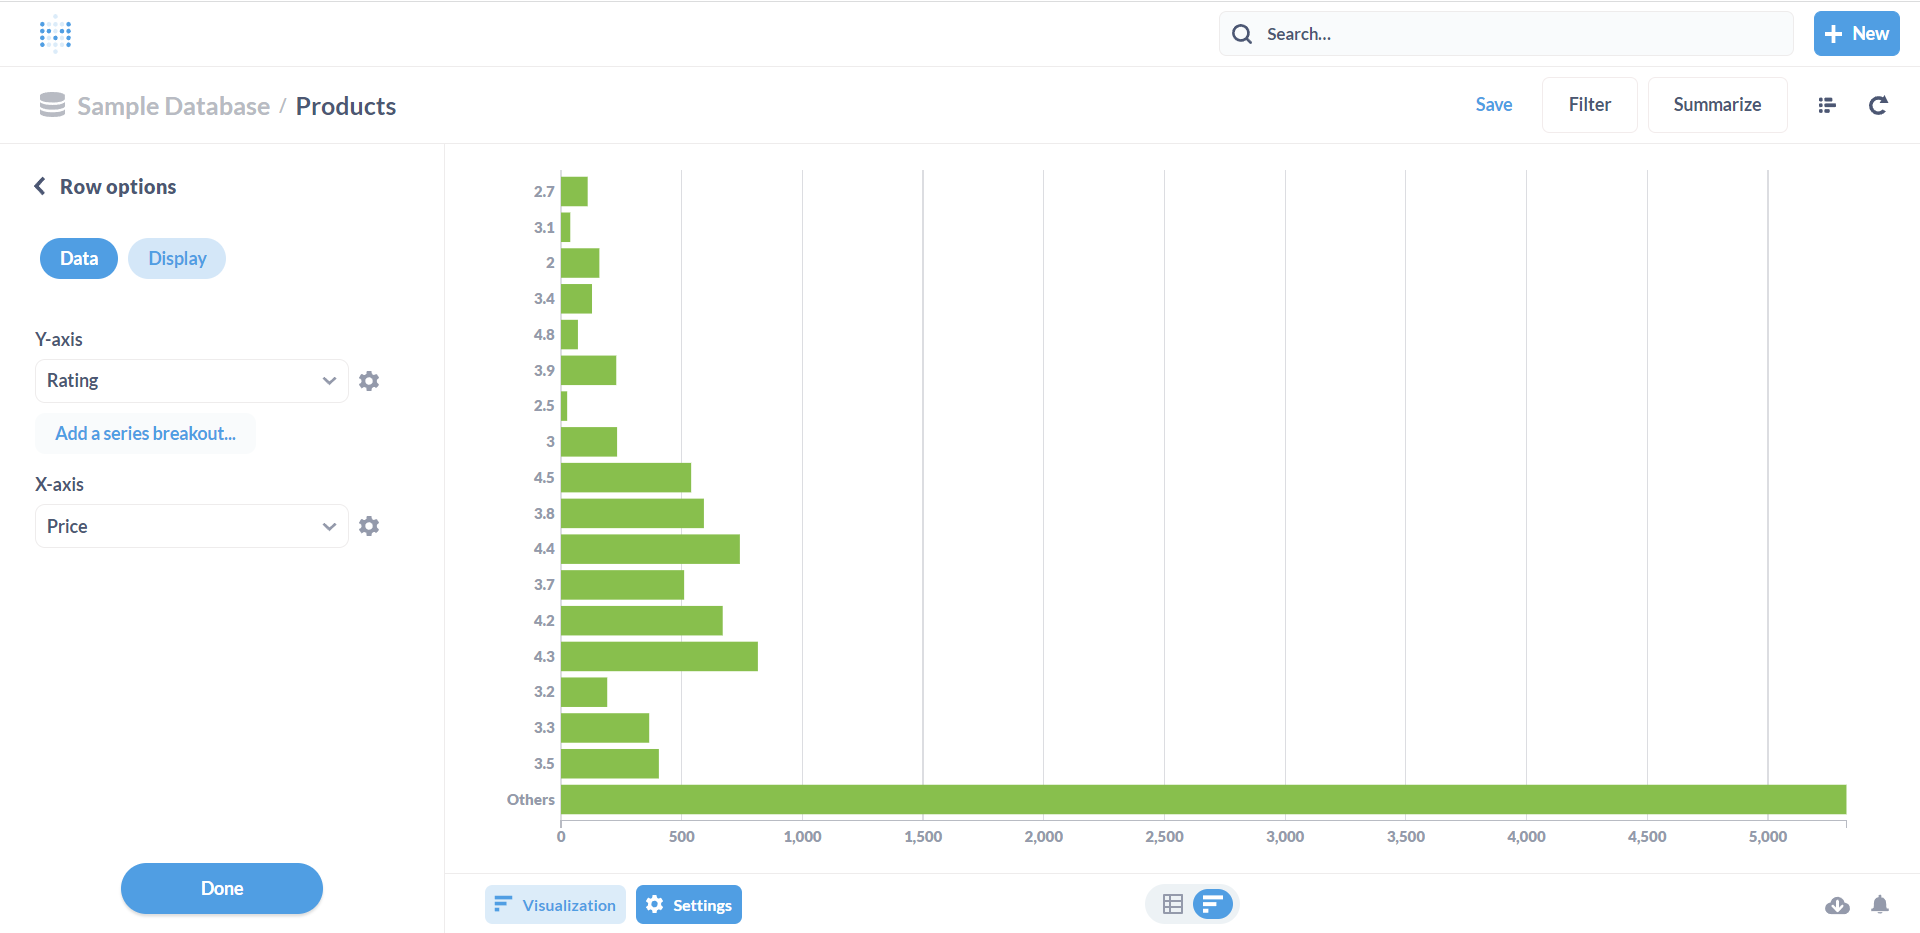 Search...
New
Sample Database / Products
Save
Filter
Summarize
Row options
Data
Display
Y-axis
Rating
Add a series breakout...
X-axis
Price
Done
2.7
3.1
2
3.4
4.8
3.9
2.5
3
4.5
3.8
4.4
3.7
4.2
4.3
3.2
3.3
3.5
Others
0 500 1,000 1,500 2,000 2,500 3,000 3,500 4,000 4,500 5,000
Visualization
Settings